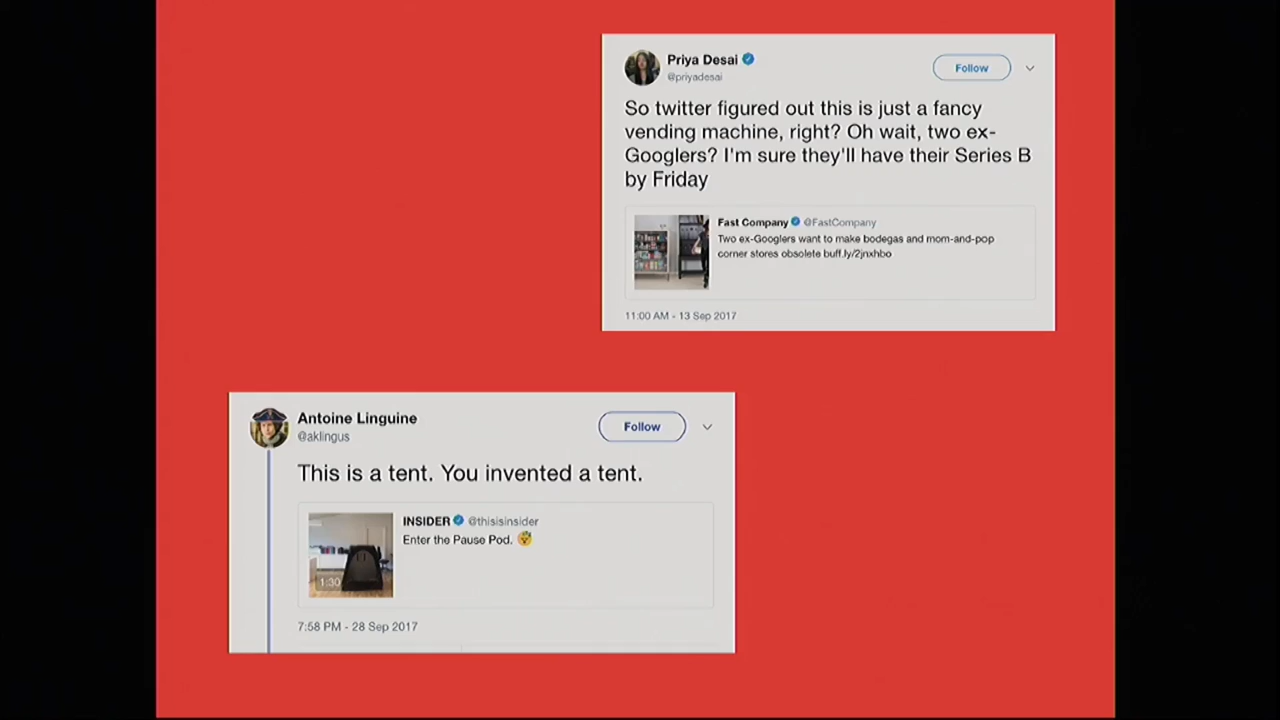 Priya Desai
@priyadesai
Follow
So twitter figured out this is just a fancy
vending machine, right? Oh wait, two ex-
Googlers? I'm sure they'll have their Series B
by Friday
Fast Company @FastCompany
Two ex-Googlers want to make bodegas and mom-and-pop
corner stores obsolete buff.ly/2jnxhbo
11:00 AM - 13 Sep 2017
Antoine Linguine
@aklingus
Follow
This is a tent. You invented a tent.
INSIDER @thisisinsider
Enter the Pause Pod. 😴
1:30
7:58 PM - 28 Sep 2017